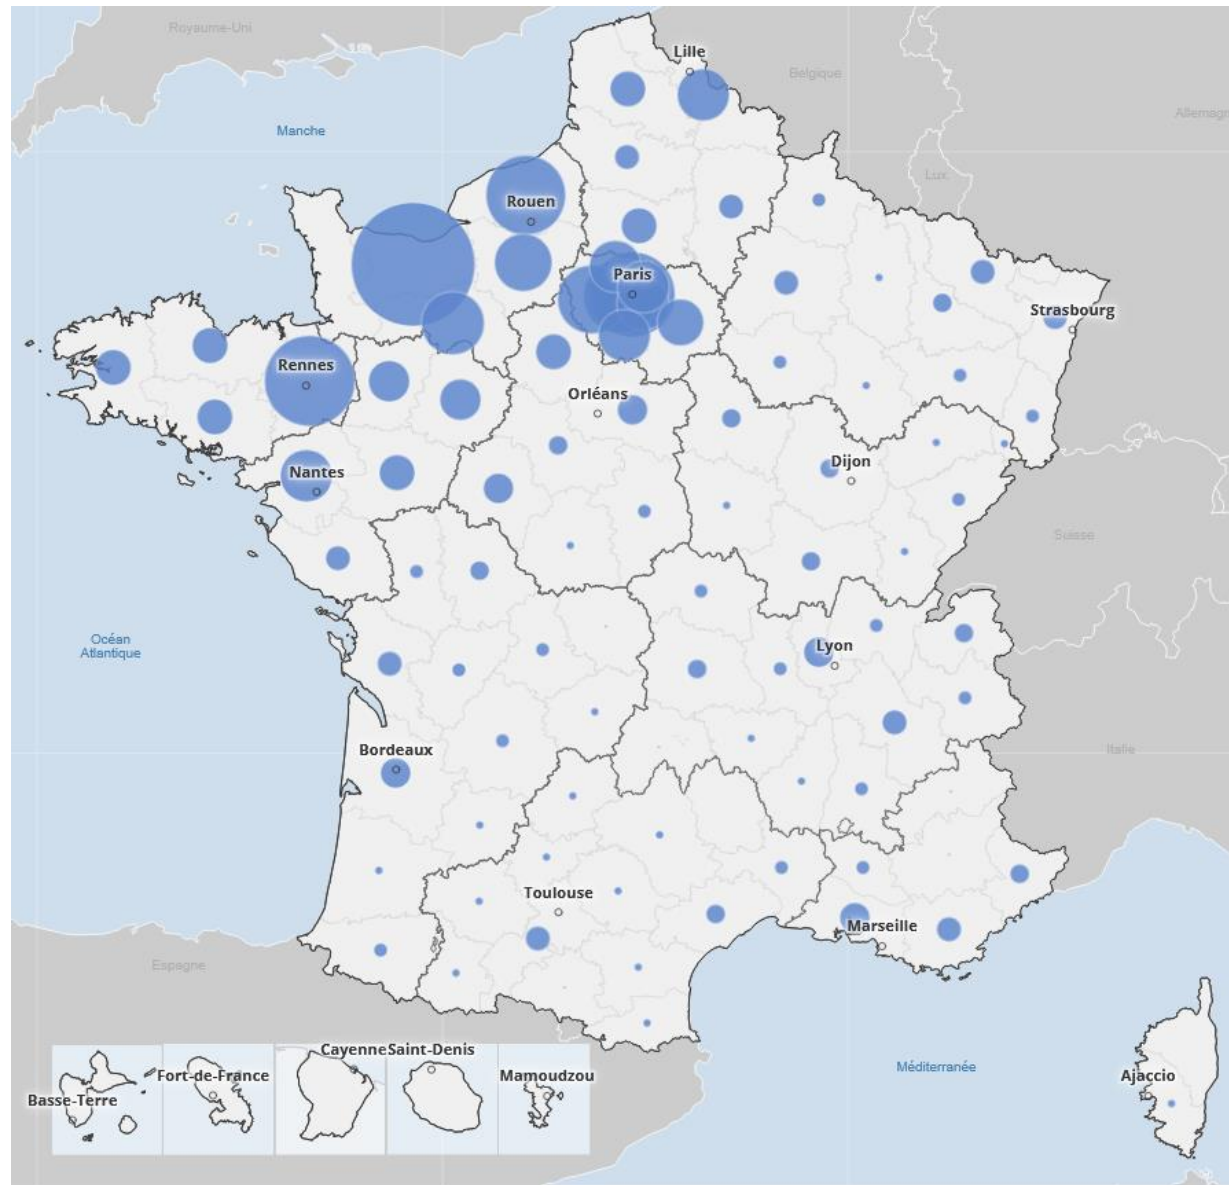 Royaume-Uni
Lille
Belgique
Allemagn
Manche
Lux
Rouen
Paris
Strasbourg
Rennes
Orléans
Nantes
Dijon
Suisse
Océan
Atlantique
Lyon
Bordeaux
Italie
Toulouse
Marseille
Espagne
Cayenne
Saint-Denis
Fort-de-France
Mamoudzou
Méditerranée
Ajaccio
Basse-Terre